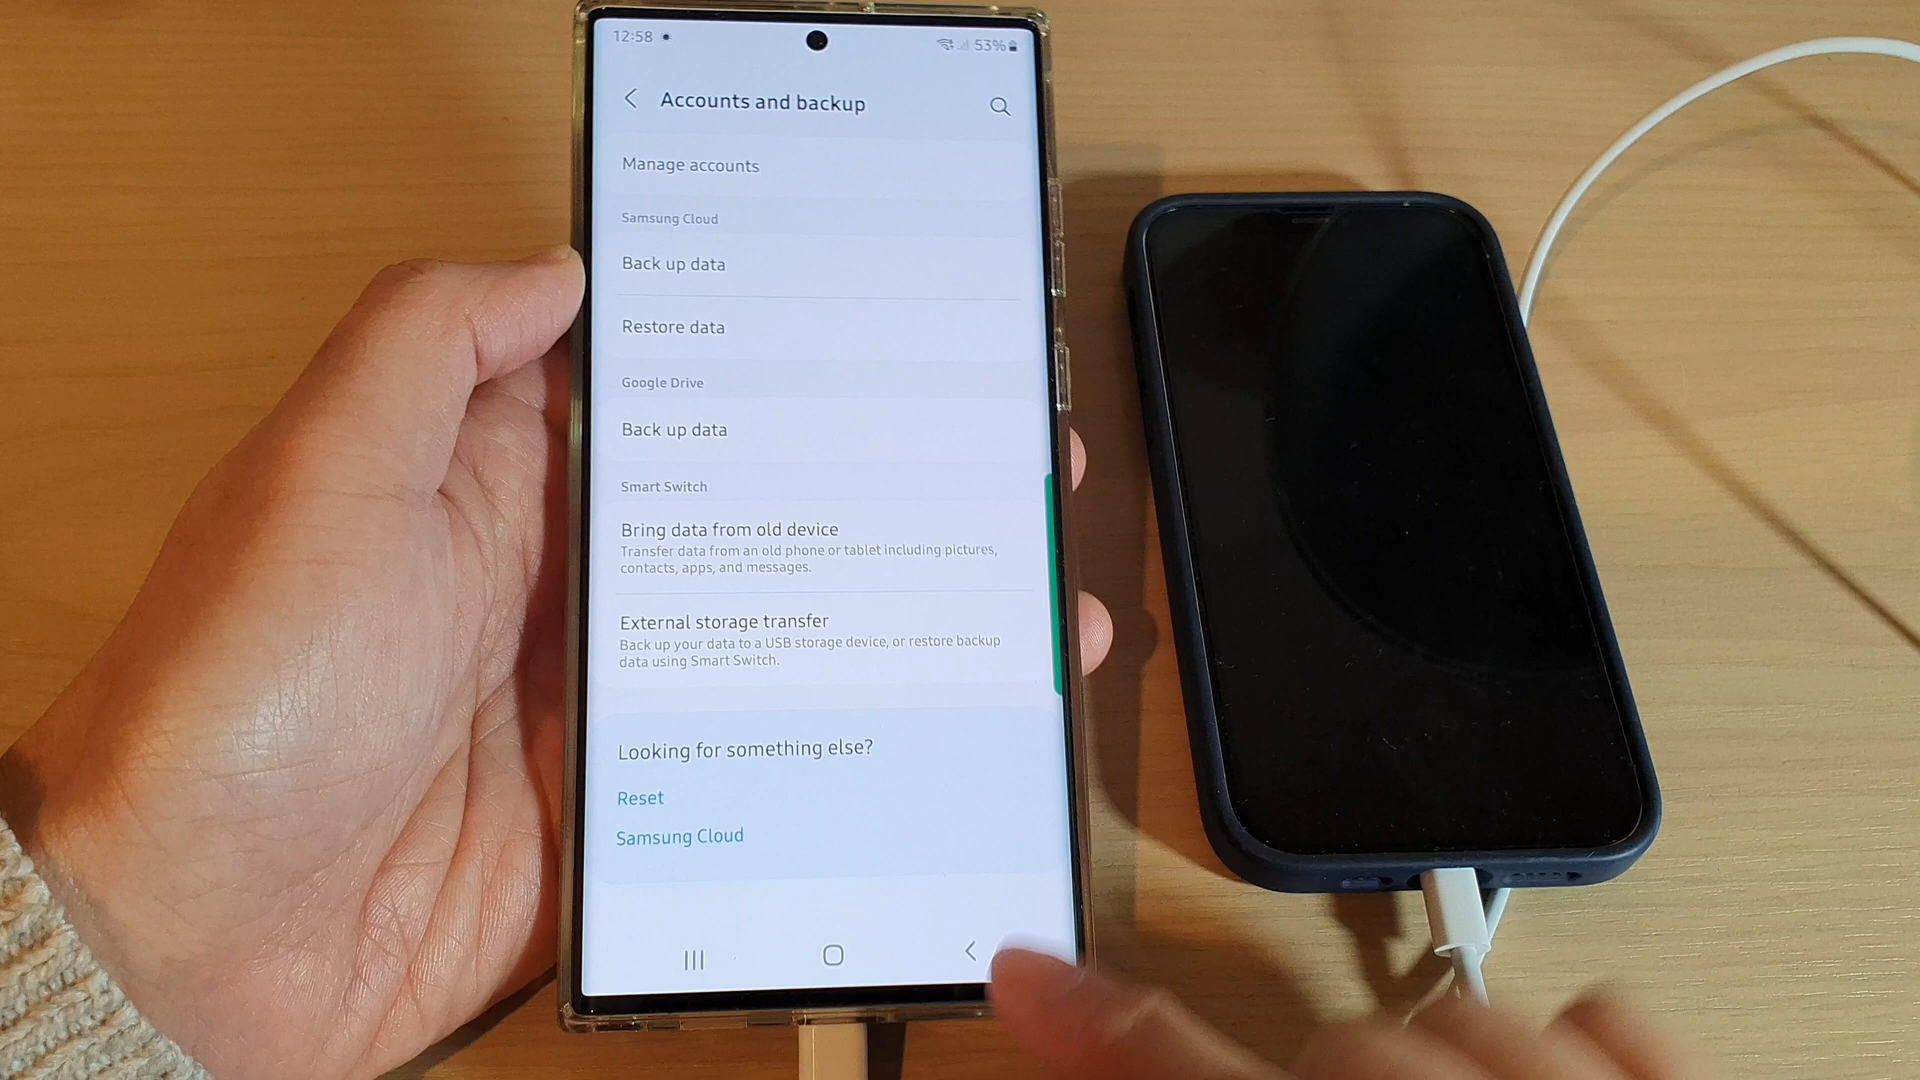 12:58
53%
Accounts and backup
Manage accounts
Samsung Cloud
Back up data
Restore data
Google Drive
Back up data
Smart Switch
Bring data from old device
Transfer data from an old phone or tablet including pictures,
contacts, apps, and messages.
External storage transfer
Back up your data to a USB storage device, or restore backup
data using Smart Switch.
Looking for something else?
Reset
Samsung Cloud